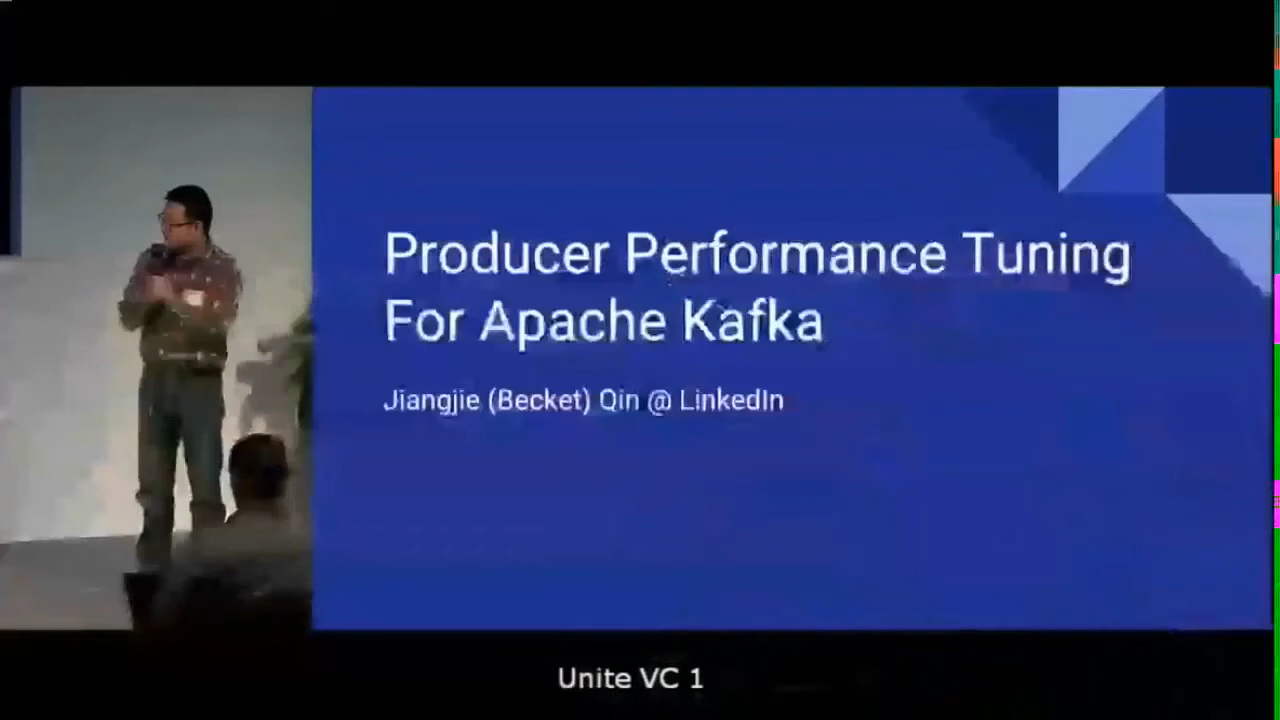 Producer Performance Tuning
For Apache Kafka
Jiangjie (Becket) Qin @ LinkedIn
Unite VC 1